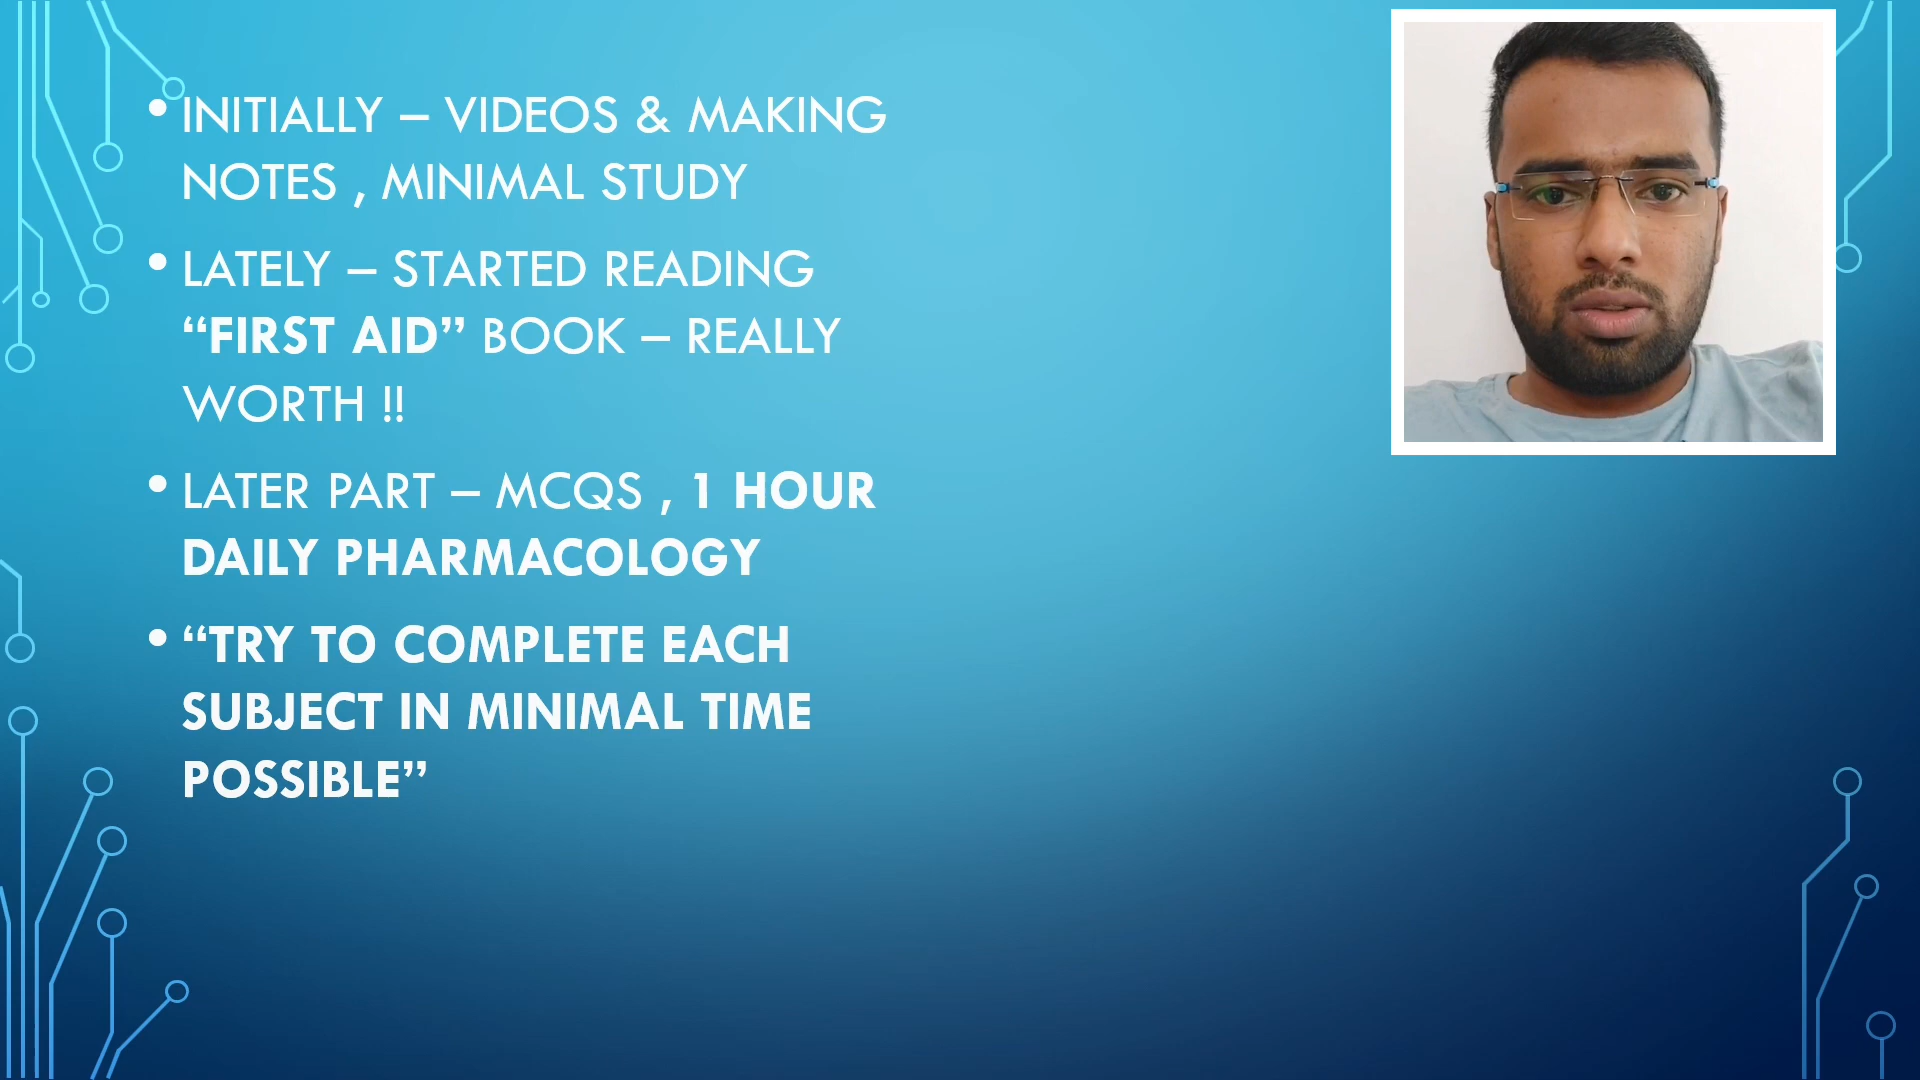 • INITIALLY – VIDEOS & MAKING
NOTES , MINIMAL STUDY
• LATELY – STARTED READING
“FIRST AID” BOOK – REALLY
WORTH !!
• LATER PART – MCQS , 1 HOUR
DAILY PHARMACOLOGY
• “TRY TO COMPLETE EACH
SUBJECT IN MINIMAL TIME
POSSIBLE”